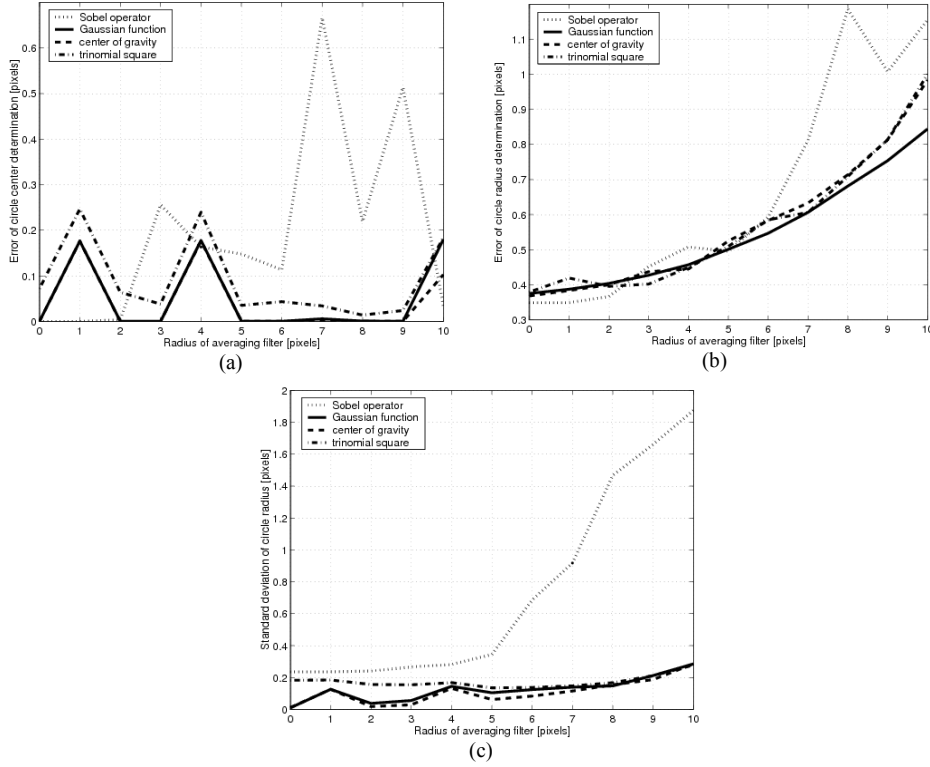 Error of circle center determination [pixels]
Sobel operator
Gaussian function
center of gravity
trinomial square
0.6
0.5
0.4
0.3
0.2
0.1
0
0 1 2 3 4 5 6 7 8 9 10
Radius of averaging filter [pixels]
(a)
Error of circle radius determination [pixels]
Sobel operator
Gaussian function
center of gravity
trinomial square
1.1
1
0.9
0.8
0.7
0.6
0.5
0.4
0.3
0 1 2 3 4 5 6 7 8 9 10
Radius of averaging filter [pixels]
(b)
Standard deviation of circle radius [pixels]
Sobel operator
Gaussian function
center of gravity
trinomial square
2
1.8
1.6
1.4
1.2
1
0.8
0.6
0.4
0.2
0
0 1 2 3 4 5 6 7 8 9 10
Radius of averaging filter [pixels]
(c)